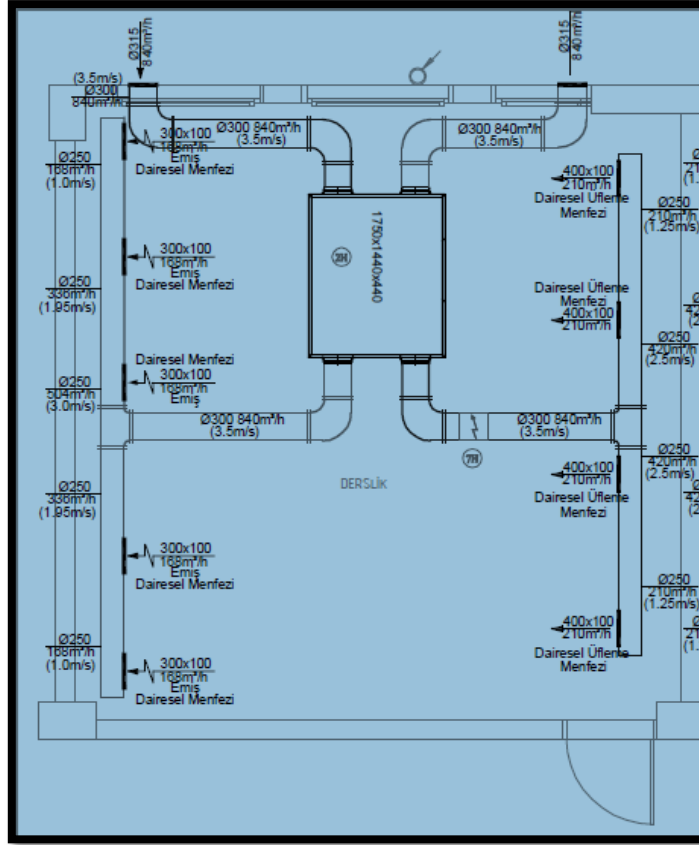 Ø315
840m³/h
Ø315
840m³/h
(3.5m/s)
Ø300
840m³/h
Ø300 840m³/h
(3.5m/s)
Ø300 840m³/h
(3.5m/s)
300x100
168m³/h
Emiş
Dairesel Menfezi
Ø250
168m³/h
(1.0m/s)
400x100
210m³/h
Dairesel Üfleme
Menfezi
Ø250
210m³/h
(1.25m/s)
1750x1440x440
300x100
168m³/h
Emiş
Dairesel Menfezi
Ø250
336m³/h
(1.95m/s)
Dairesel Üfleme
Menfezi
400x100
210m³/h
Ø250
420m³/h
(2.5m/s)
Dairesel Menfezi
300x100
168m³/h
Emiş
Ø250
504m³/h
(3.0m/s)
Ø300 840m³/h
(3.5m/s)
Ø300 840m³/h
(3.5m/s)
7H
DERSLİK
400x100
210m³/h
Dairesel Üfleme
Menfezi
Ø250
420m³/h
(2.5m/s)
Ø250
336m³/h
(1.95m/s)
300x100
168m³/h
Emiş
Dairesel Menfezi
Ø250
210m³/h
(1.25m/s)
400x100
210m³/h
Dairesel Üfleme
Menfezi
Ø250
168m³/h
(1.0m/s)
300x100
168m³/h
Emiş
Dairesel Menfezi